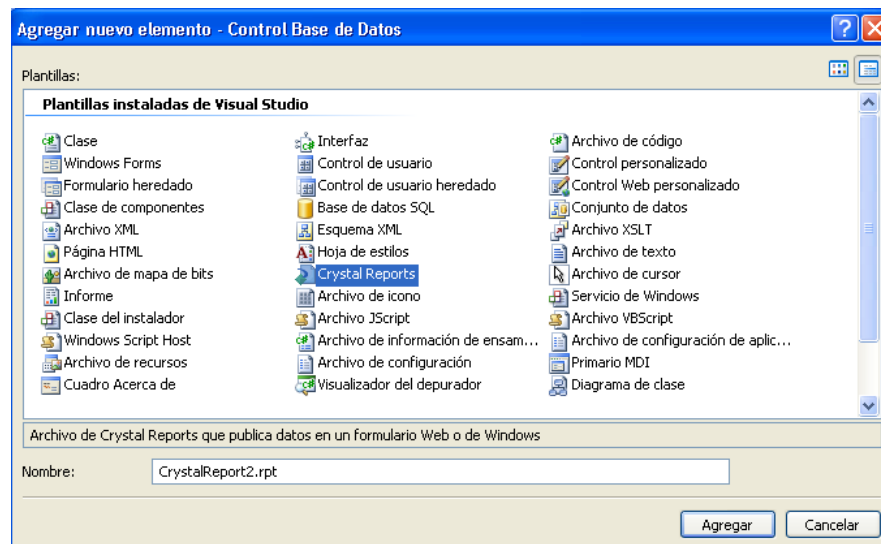 Agregar nuevo elemento - Control Base de Datos
Plantillas:
Plantillas instaladas de Visual Studio
Clase
Interfaz
Archivo de código
Windows Forms
Control de usuario
Control personalizado
Formulario heredado
Control de usuario heredado
Control Web personalizado
Clase de componentes
Base de datos SQL
Conjunto de datos
Archivo XML
Esquema XML
Archivo XSLT
Página HTML
Hoja de estilos
Archivo de texto
Archivo de mapa de bits
Crystal Reports
Archivo de cursor
Informe
Archivo de icono
Servicio de Windows
Clase del instalador
Archivo JScript
Archivo VBScript
Windows Script Host
Archivo de información de ensam...
Archivo de configuración de aplic...
Archivo de recursos
Archivo de configuración
Primario MDI
Cuadro Acerca de
Visualizador del depurador
Diagrama de clase
Archivo de Crystal Reports que publica datos en un formulario Web o de Windows
Nombre:
CrystalReport2.rpt
Agregar
Cancelar